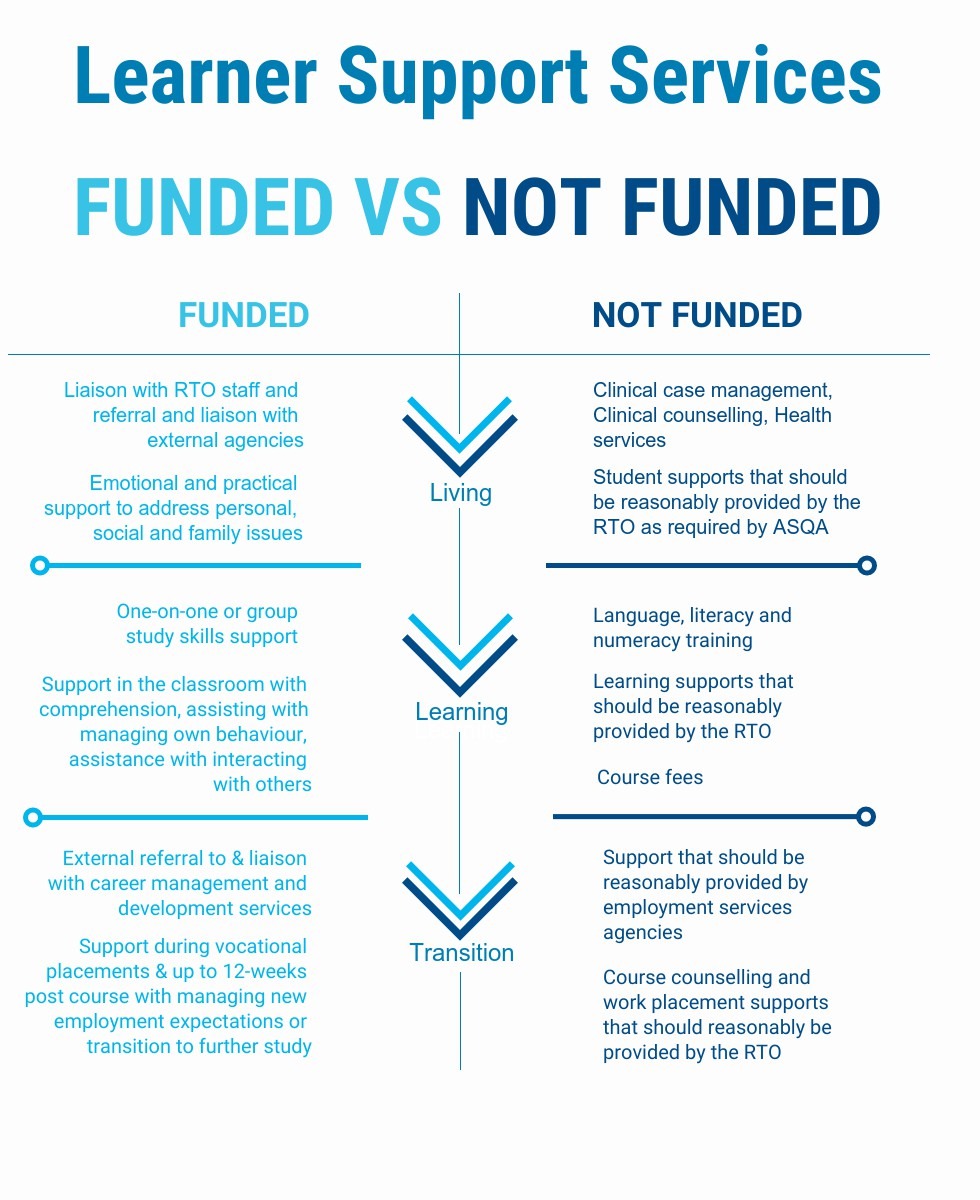 Learner Support Services
FUNDED VS NOT FUNDED
FUNDED
NOT FUNDED
Liaison with RTO staff and
referral and liaison with
external agencies
Emotional and practical
support to address personal,
social and family issues
Living
Clinical case management,
Clinical counselling, Health
services
Student supports that should
be reasonably provided by the
RTO as required by ASQA
One-on-one or group
study skills support
Support in the classroom with
comprehension, assisting with
managing own behaviour,
assistance with interacting
with others
Learning
Language, literacy and
numeracy training
Learning supports that
should be reasonably
provided by the RTO
Course fees
External referral to & liaison
with career management and
development services
Support during vocational
placements & up to 12-weeks
post course with managing new
employment expectations or
transition to further study
Transition
Support that should be
reasonably provided by
employment services
agencies
Course counselling and
work placement supports
that should reasonably be
provided by the RTO